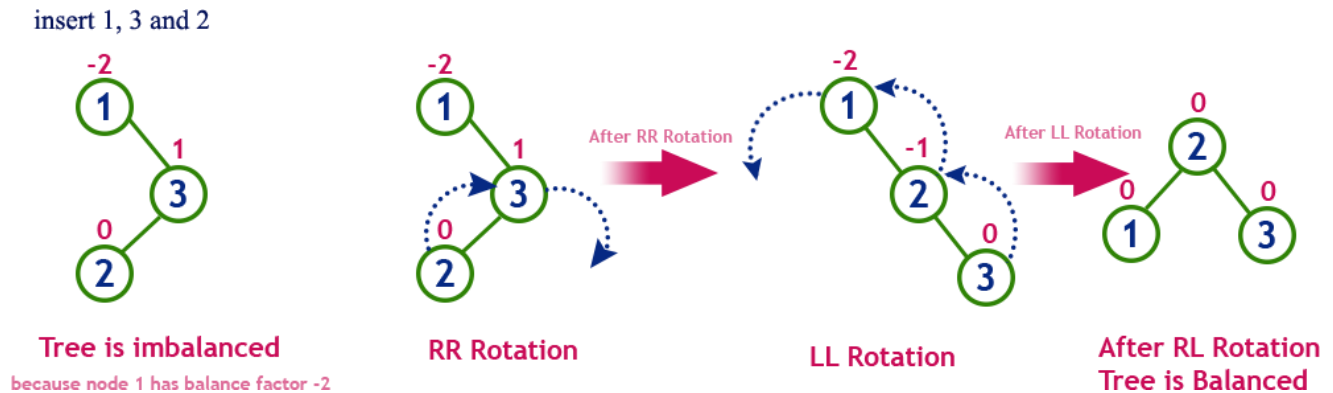 insert 1, 3 and 2
-2
1
1
3
0
2
Tree is imbalanced
because node 1 has balance factor -2
-2
1
1
3
0
2
RR Rotation
After RR Rotation
-2
1
-1
2
0
3
LL Rotation
After LL Rotation
0
2
0
1
0
3
After RL Rotation
Tree is Balanced